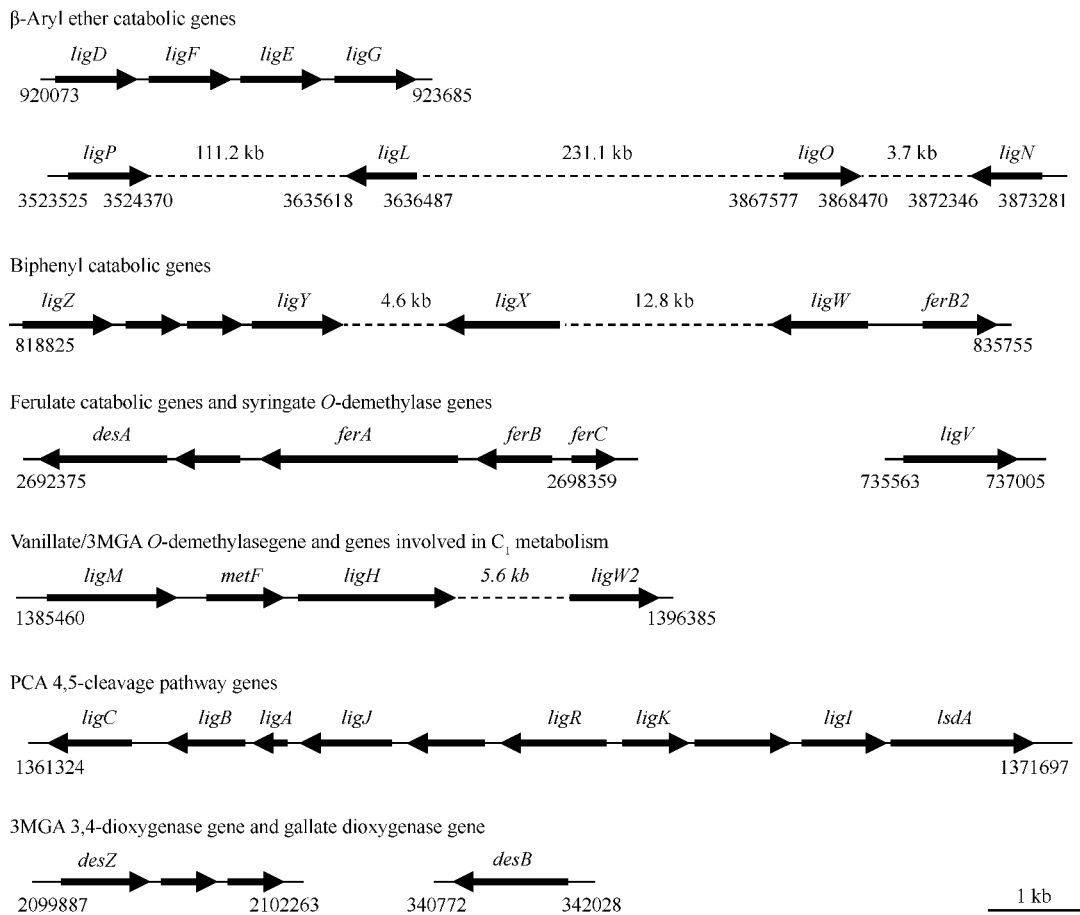 β-Aryl ether catabolic genes
ligD ligF ligE ligG
920073 923685
ligP 111.2 kb ligL 231.1 kb ligO 3.7 kb ligN
3523525 3524370 3635618 3636487 3867577 3868470 3872346 3873281
Biphenyl catabolic genes
ligZ ligY 4.6 kb ligX 12.8 kb ligW ferB2
818825 835755
Ferulate catabolic genes and syringate O-demethylase genes
desA ferA ferB ferC ligV
2692375 2698359 735563 737005
Vanillate/3MGA O-demethylasegene and genes involved in C1 metabolism
ligM metF ligH 5.6 kb ligW2
1385460 1396385
PCA 4,5-cleavage pathway genes
ligC ligB ligA ligJ ligR ligK ligI lsdA
1361324 1371697
3MGA 3,4-dioxygenase gene and gallate dioxygenase gene
desZ desB
2099887 2102263 340772 342028 1 kb